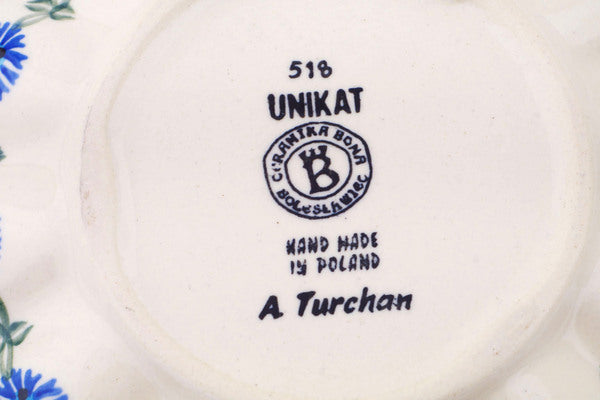 518
UNIKAT
CERAMIKA BONA
B
BOLESŁAWIEC
HAND MADE
IN POLAND
A. Turchan